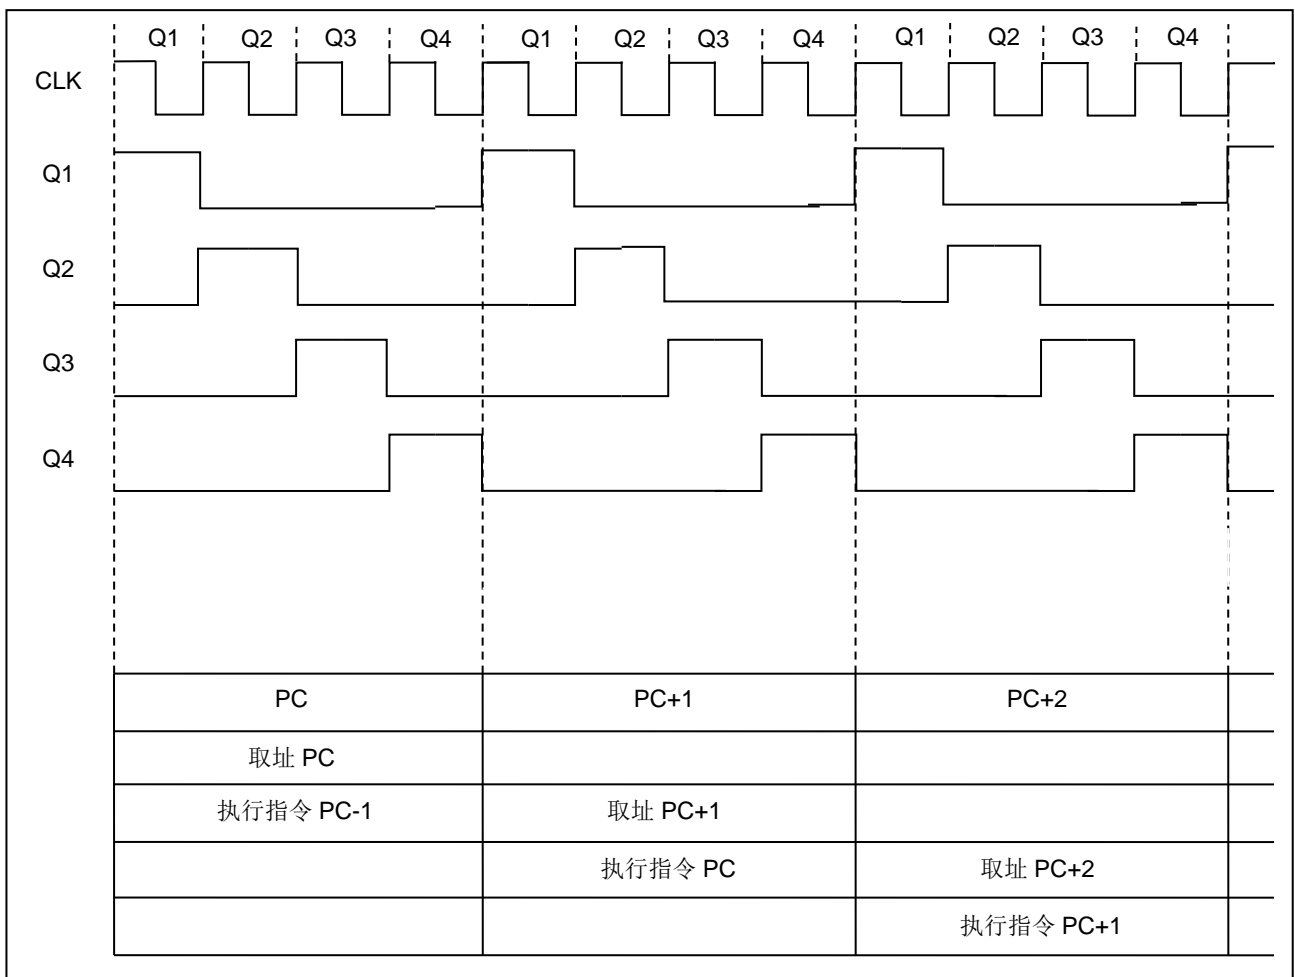 Q1 Q2 Q3 Q4 Q1 Q2 Q3 Q4 Q1 Q2 Q3 Q4
CLK
Q1
Q2
Q3
Q4
PC PC+1 PC+2
取址 PC
执行指令 PC-1 取址 PC+1
执行指令 PC 取址 PC+2
执行指令 PC+1